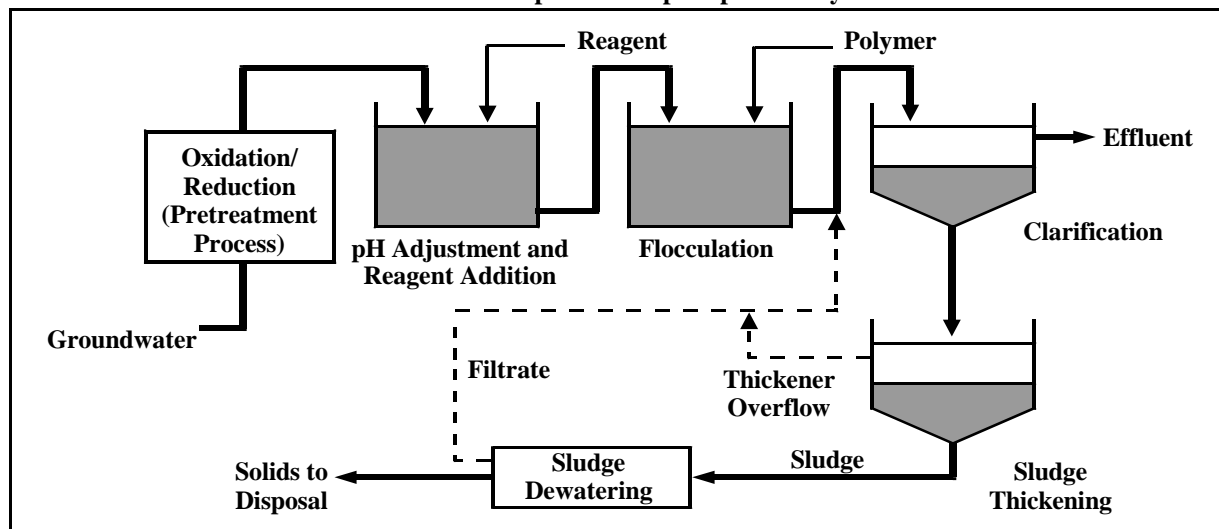 Reagent
Polymer
Oxidation/
Reduction
(Pretreatment
Process)
Effluent
pH Adjustment and
Reagent Addition
Flocculation
Clarification
Groundwater
Filtrate
Thickener
Overflow
Solids to
Disposal
Sludge
Dewatering
Sludge
Sludge
Thickening